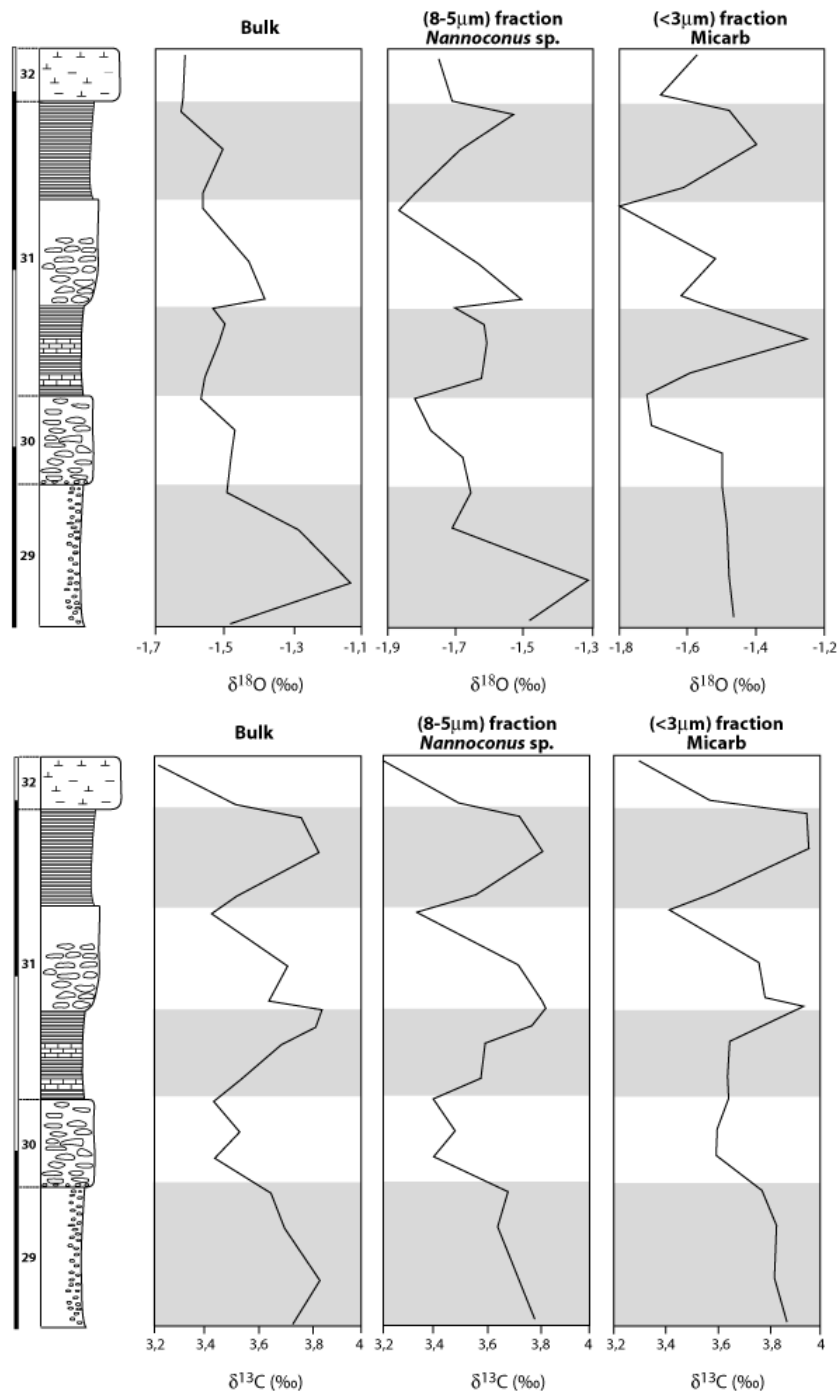 Bulk
(8-5µm) fraction
Nannoconus sp.
(<3µm) fraction
Micarb
32
31
30
29
-1,7 -1,5 -1,3 -1,1
-1,9 -1,7 -1,5 -1,3
-1,8 -1,6 -1,4 -1,2
δ18O (‰)
δ18O (‰)
δ18O (‰)
Bulk
(8-5µm) fraction
Nannoconus sp.
(<3µm) fraction
Micarb
32
31
30
29
3,2 3,4 3,6 3,8 4
3,2 3,4 3,6 3,8 4
3,2 3,4 3,6 3,8 4
δ13C (‰)
δ13C (‰)
δ13C (‰)